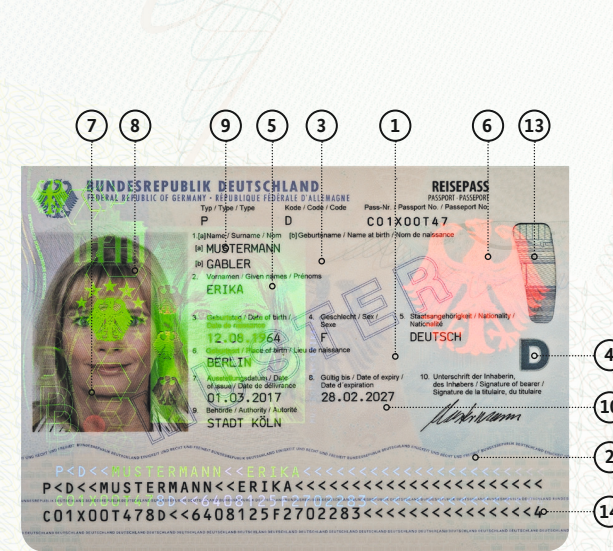 7 8 9 5 3 1 6 13
BUNDESREPUBLIK DEUTSCHLAND REISEPASS
FEDERAL REPUBLIC OF GERMANY • RÉPUBLIQUE FÉDÉRALE D'ALLEMAGNE PASSPORT • PASSEPORT
Typ / Type / Type Kode / Code / Code Pass-Nr. / Passport No. / Passeport No.
P D C01X00T47
1.[a]Name / Surname / Nom [b]Geburtsname / Name at birth / Nom de naissance
[a] MUSTERMANN
[b] GABLER
2. Vornamen / Given names / Prénoms
ERIKA
3. Geburtstag / Date of birth / Date de naissance 4. Geschlecht / Sex / Sexe 5. Staatsangehörigkeit / Nationality / Nationalité
12.08.1964 F DEUTSCH
6. Geburtsort / Place of birth / Lieu de naissance
BERLIN
7. Ausstellungsdatum / Date of issue / Date de délivrance 8. Gültig bis / Date of expiry / Date d'expiration 10. Unterschrift der Inhaberin, des Inhabers / Signature of bearer / Signature de la titulaire, du titulaire
01.03.2017 28.02.2027
9. Behörde / Authority / Autorité
STADT KÖLN
Mustermann
MUSTER
D
4
10
2
14
P<D<<MUSTERMANN<<ERIKA<<<<<<<<<<<<<<<<<<<<<<
C01X00T478D<<6408125F2702283<<<<<<<<<<<<<<<4